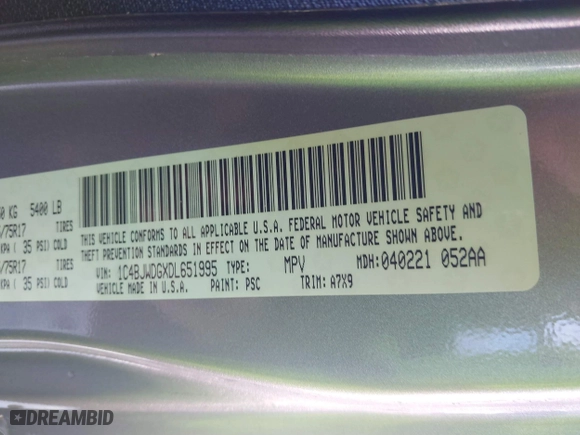 0 KG 5400 LB
/75R17 TIRES
KPA ( 35 PSI) COLD
/75R17 TIRES
KPA ( 35 PSI) COLD
THIS VEHICLE CONFORMS TO ALL APPLICABLE U.S.A. FEDERAL MOTOR VEHICLE SAFETY AND
THEFT PREVENTION STANDARDS IN EFFECT ON THE DATE OF MANUFACTURE SHOWN ABOVE.
VIN: 1C4BJWDGXDL651995 TYPE: MPV MDH: 040221 052AA
VEHICLE MADE IN U.S.A. PAINT: PSC TRIM: A7X9
DREAMBID